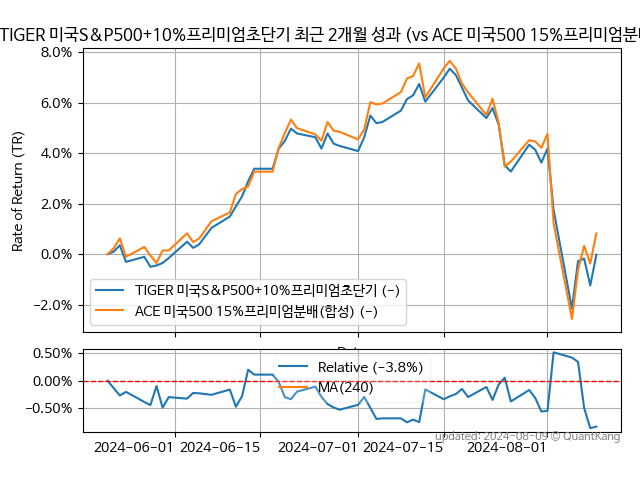 TIGER 미국S&P500+10%프리미엄초단기 최근 2개월 성과 (vs ACE 미국500 15%프리미엄분배
8.0%
6.0%
4.0%
2.0%
0.0%
−2.0%
Rate of Return (TR)
TIGER 미국S&P500+10%프리미엄초단기 (-)
ACE 미국500 15%프리미엄분배(합성) (-)
0.50%
0.00%
−0.50%
Relative (−3.8%)
MA(240)
updated: 2024-08-09 © QuantKang
2024-06-01
2024-06-15
2024-07-01
2024-07-15
2024-08-01